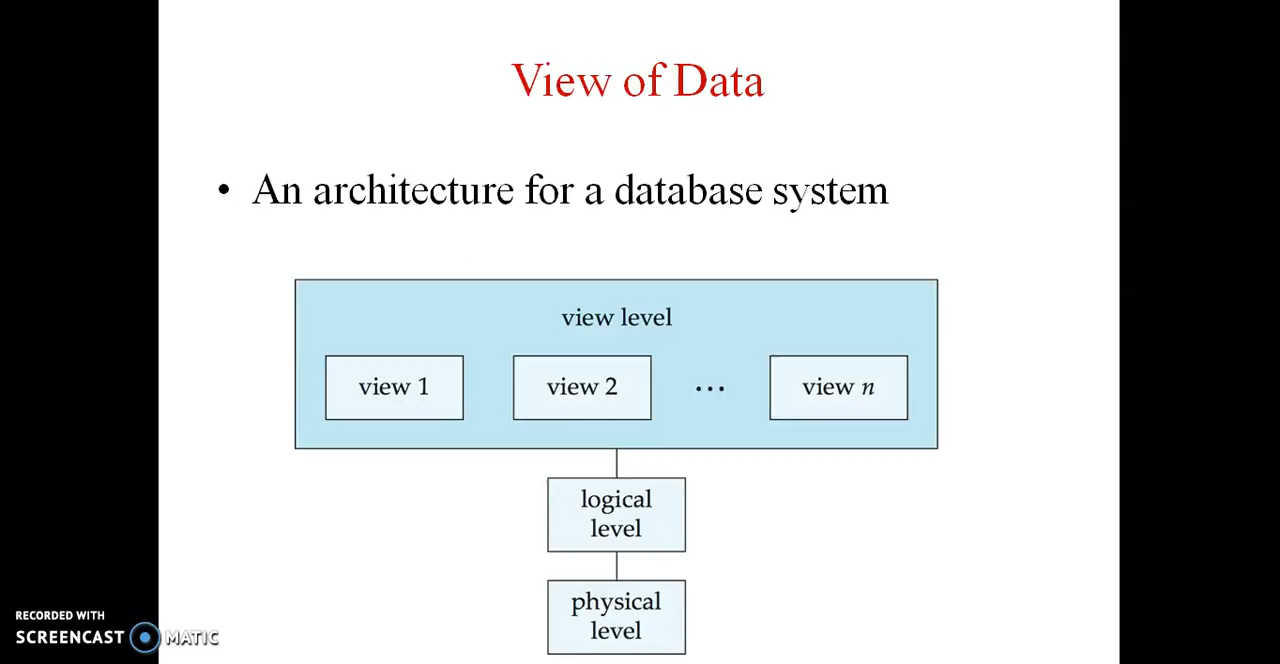 View of Data
• An architecture for a database system
view level
view 1 view 2 ... view n
logical
level
physical
level
RECORDED WITH
SCREENCAST MATIC